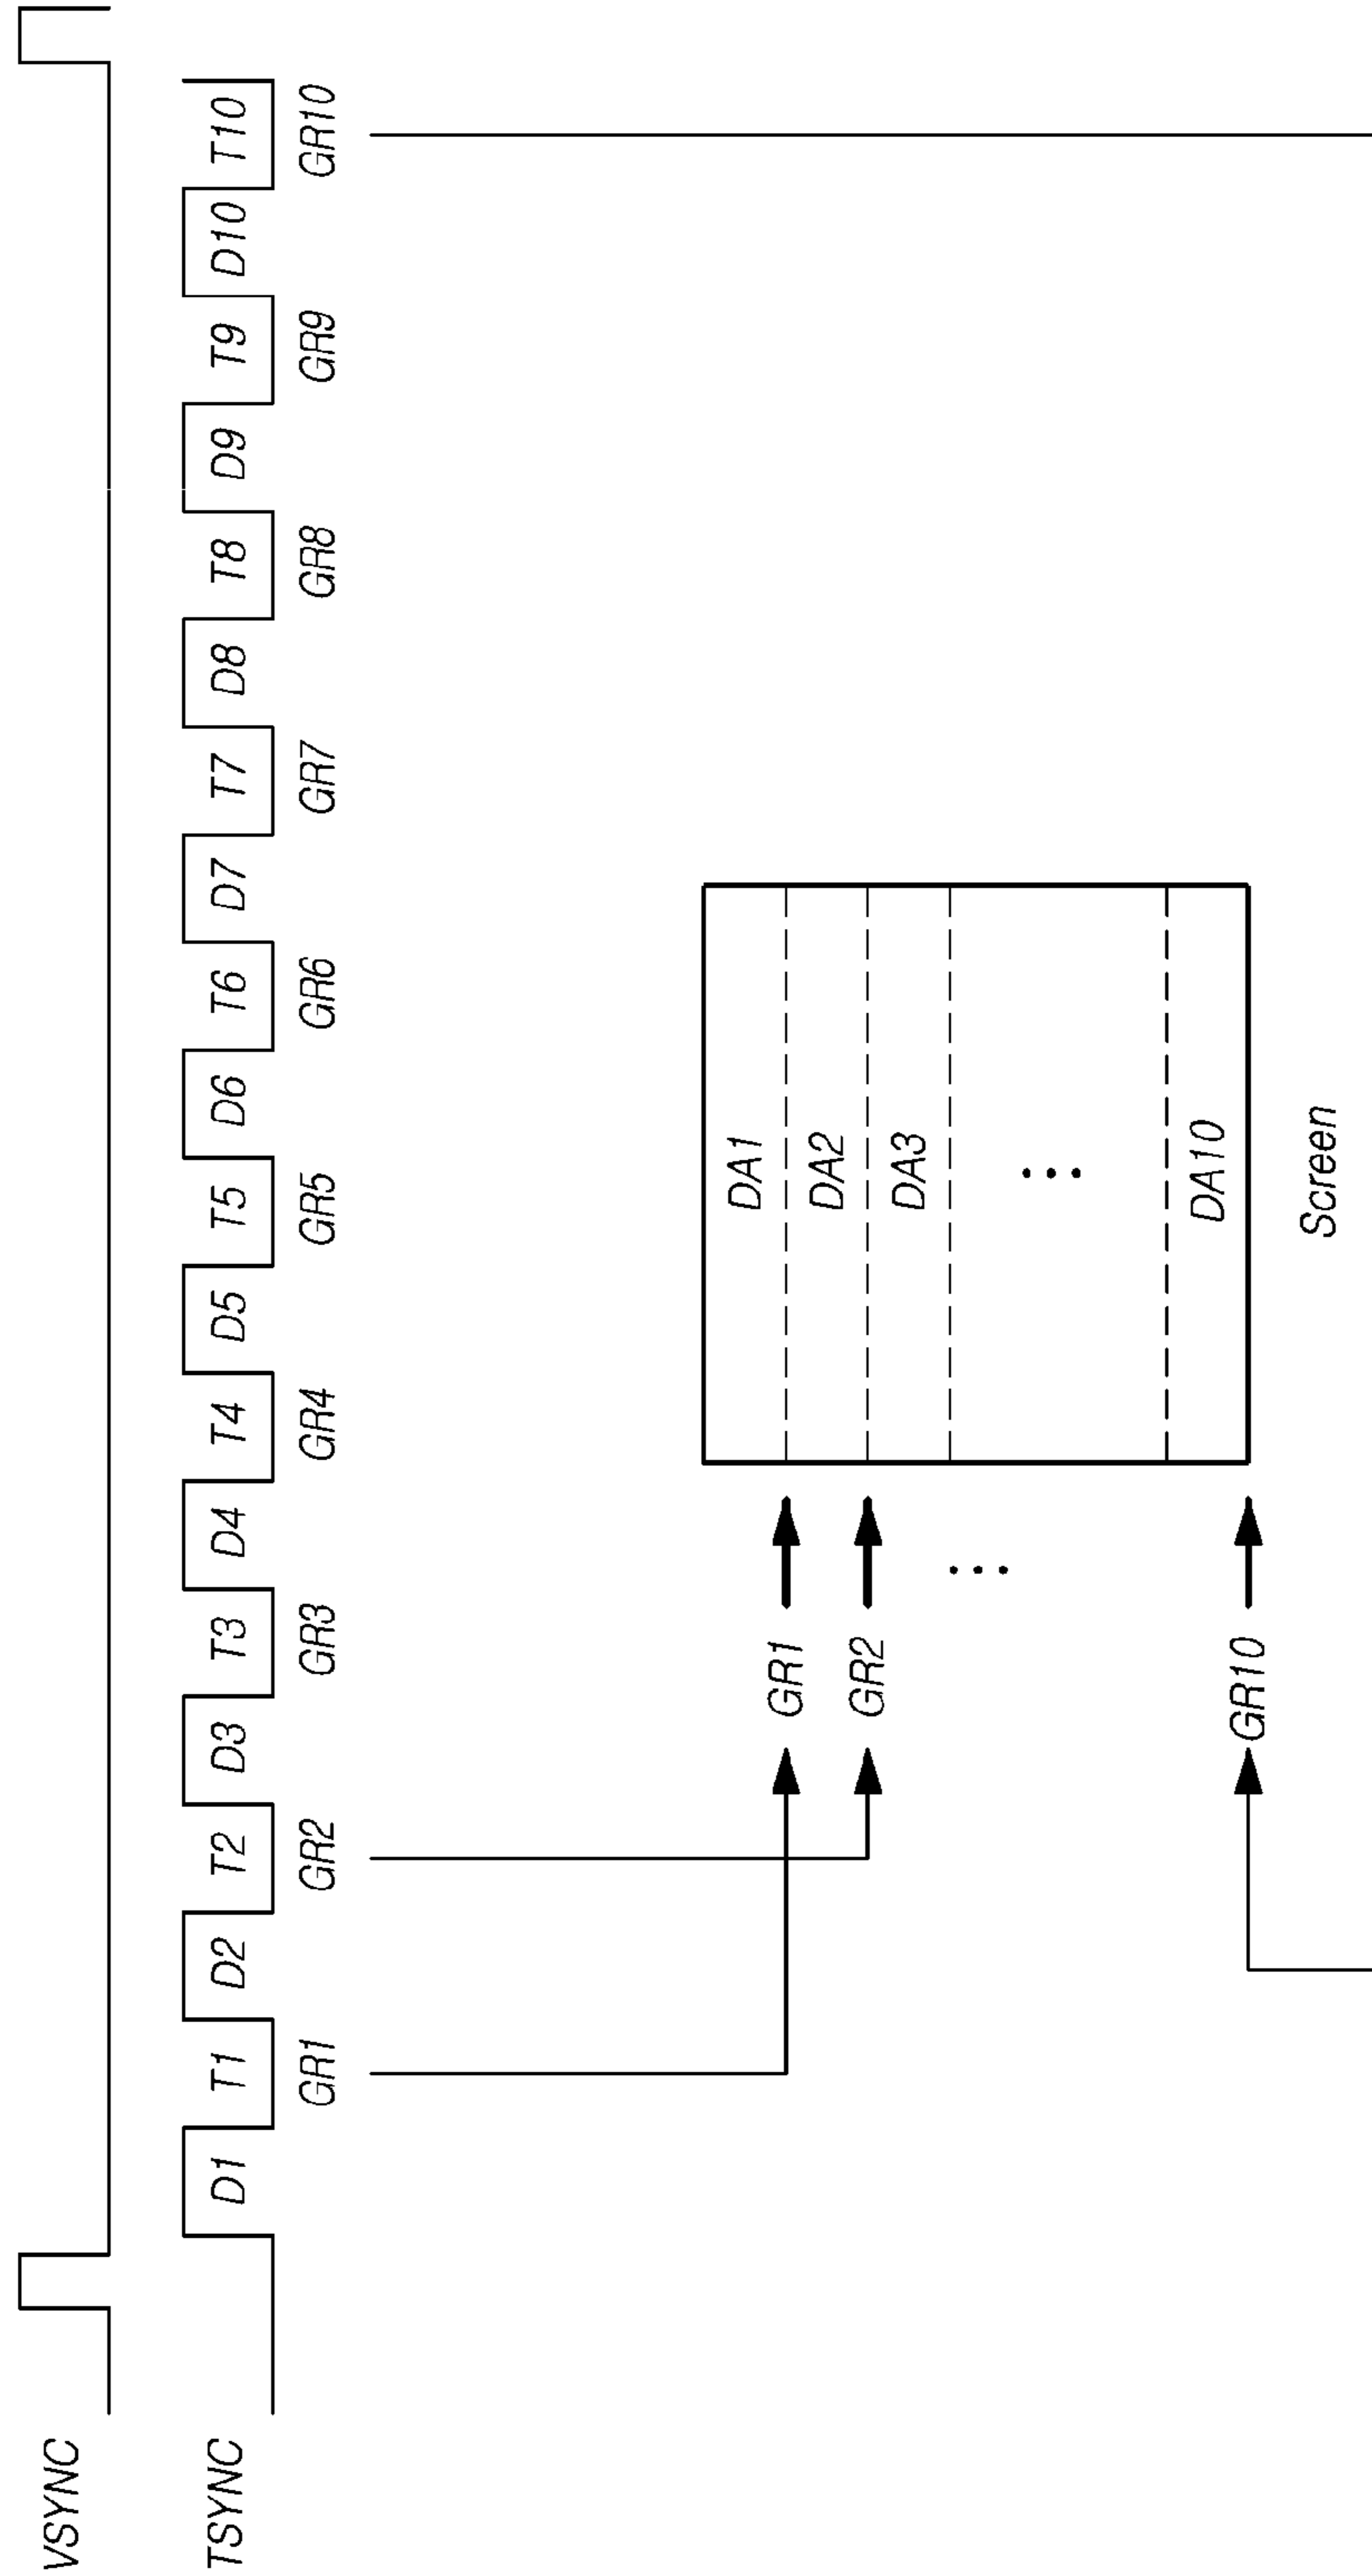 VSYNC
TSYNC
D1 T1 D2 T2 D3 T3 D4 T4 D5 T5 D6 T6 D7 T7 D8 T8 D9 T9 D10 T10
GR1 GR2 GR3 GR4 GR5 GR6 GR7 GR8 GR9 GR10
DA1
GR1
DA2
GR2
DA3
DA10
GR10
Screen